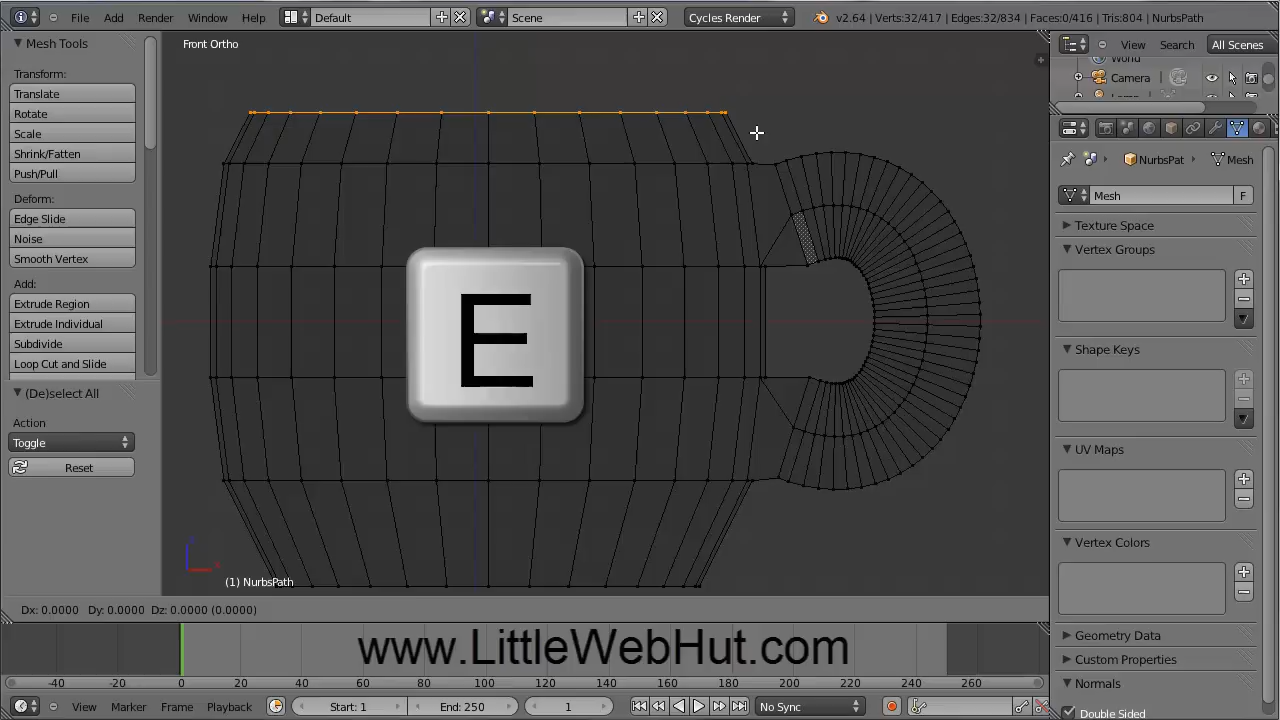 File Add Render Window Help Default Scene Cycles Render v2.64 | Verts:32/417 | Edges:32/834 | Faces:0/416 | Tris:804 | NurbsPath
Mesh Tools
Transform:
Translate
Rotate
Scale
Shrink/Fatten
Push/Pull
Deform:
Edge Slide
Noise
Smooth Vertex
Add:
Extrude Region
Extrude Individual
Subdivide
Loop Cut and Slide
(De)select All
Action
Toggle
Reset
Front Ortho
E
(1) NurbsPath
Dx: 0.0000 Dy: 0.0000 Dz: 0.0000 (0.0000)
View Search All Scenes
World
Camera
NurbsPat Mesh
Mesh F
Texture Space
Vertex Groups
Shape Keys
UV Maps
Vertex Colors
Geometry Data
Custom Properties
Normals
Double Sided
www.LittleWebHut.com
-40 -20 0 20 40 60 80 100 120 140 160 180 200 220 240 260
View Marker Frame Playback Start: 1 End: 250 1 No Sync